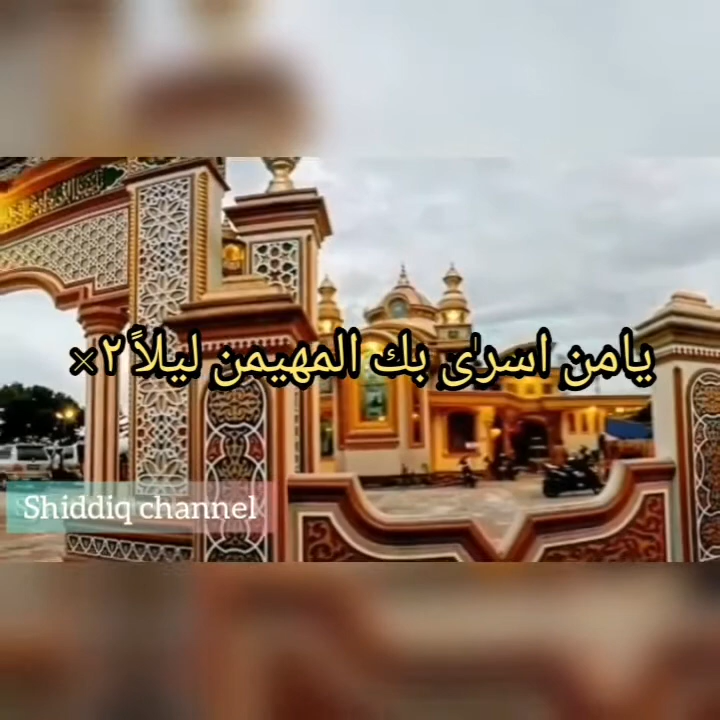 يامن اسرىٰ بك المهيمن ليلاً ٢×
Shiddiq channel